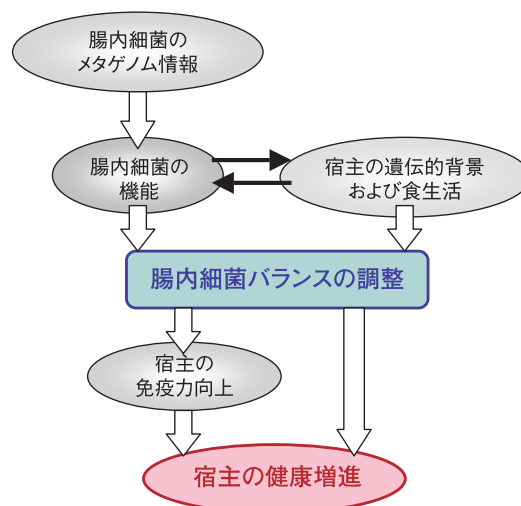 腸内細菌の
メタゲノム情報
腸内細菌の
機能
宿主の遺伝的背景
および食生活
腸内細菌バランスの調整
宿主の
免疫力向上
宿主の健康増進